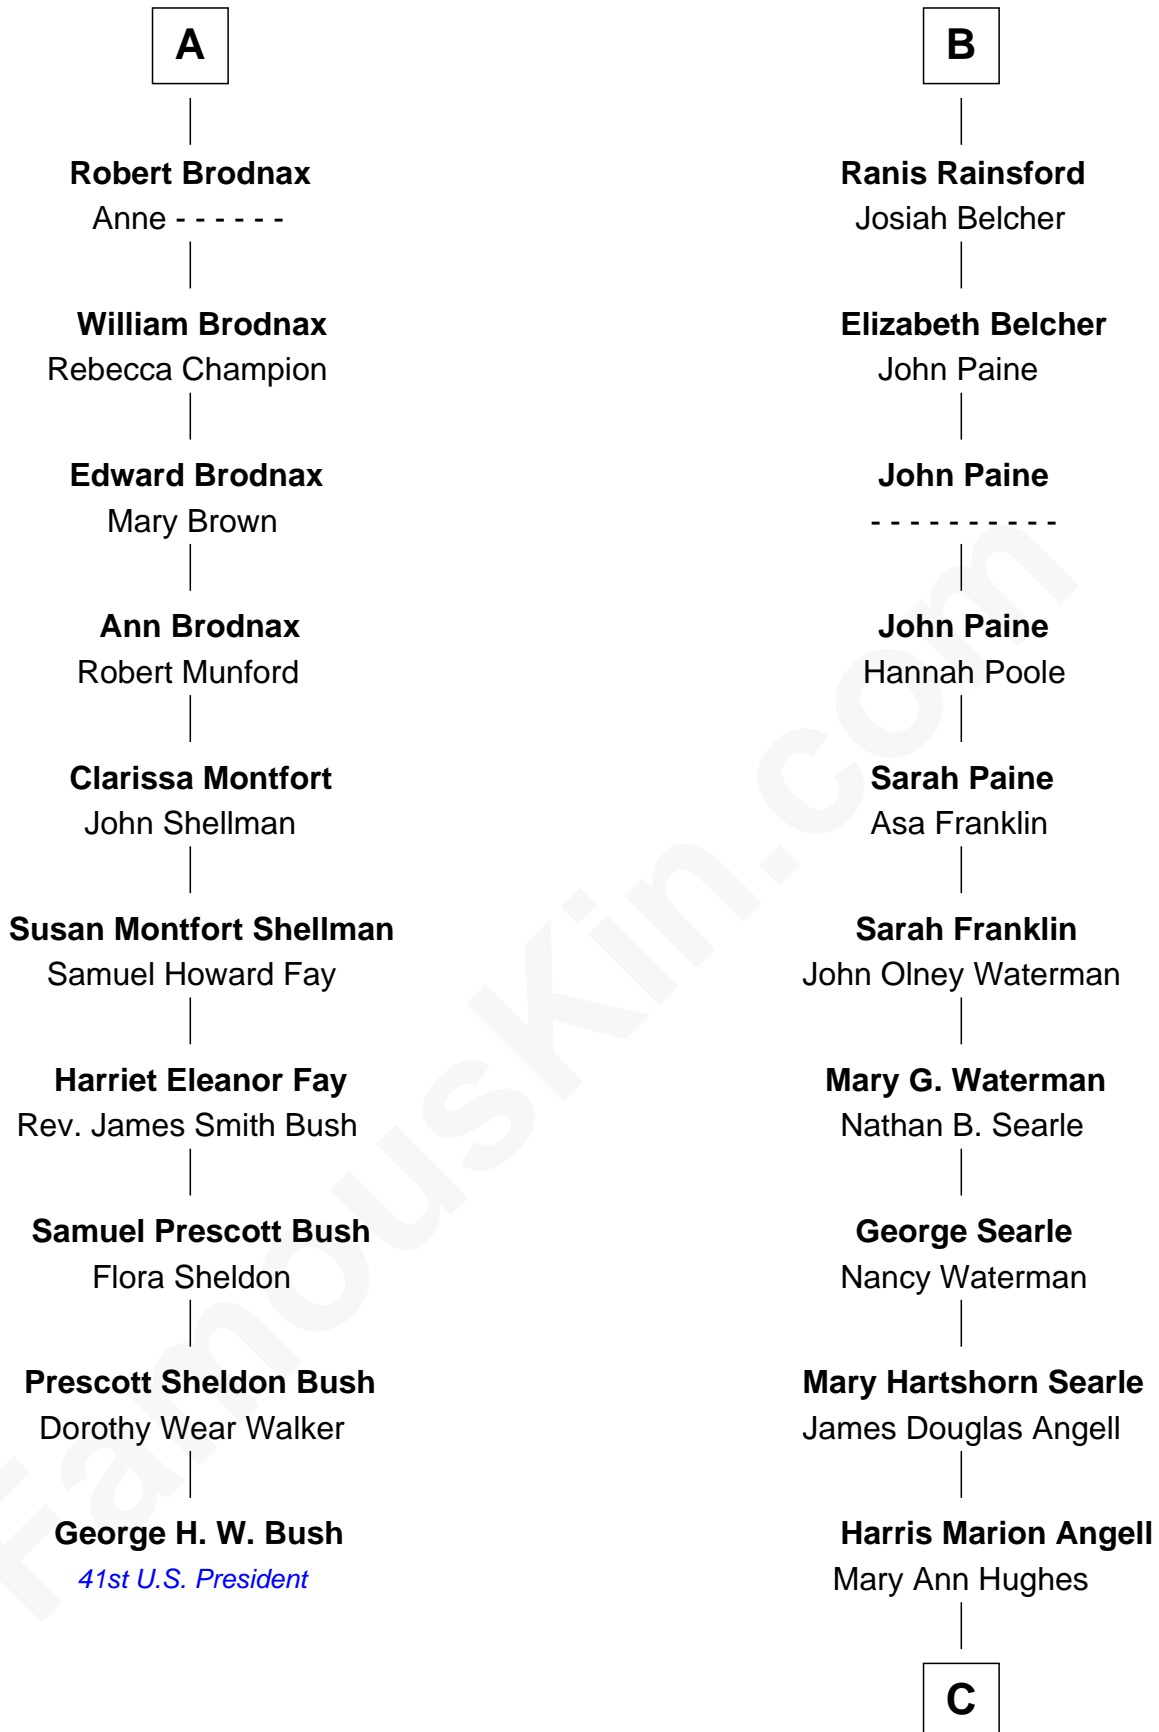 A
Robert Brodnax
Anne - - - - - -
William Brodnax
Rebecca Champion
Edward Brodnax
Mary Brown
Ann Brodnax
Robert Munford
Clarissa Montfort
John Shellman
Susan Montfort Shellman
Samuel Howard Fay
Harriet Eleanor Fay
Rev. James Smith Bush
Samuel Prescott Bush
Flora Sheldon
Prescott Sheldon Bush
Dorothy Wear Walker
George H. W. Bush
41st U.S. President
B
Ranis Rainsford
Josiah Belcher
Elizabeth Belcher
John Paine
John Paine
- - - - - - - - - -
John Paine
Hannah Poole
Sarah Paine
Asa Franklin
Sarah Franklin
John Olney Waterman
Mary G. Waterman
Nathan B. Searle
George Searle
Nancy Waterman
Mary Hartshorn Searle
James Douglas Angell
Harris Marion Angell
Mary Ann Hughes
C
FamousKin.com